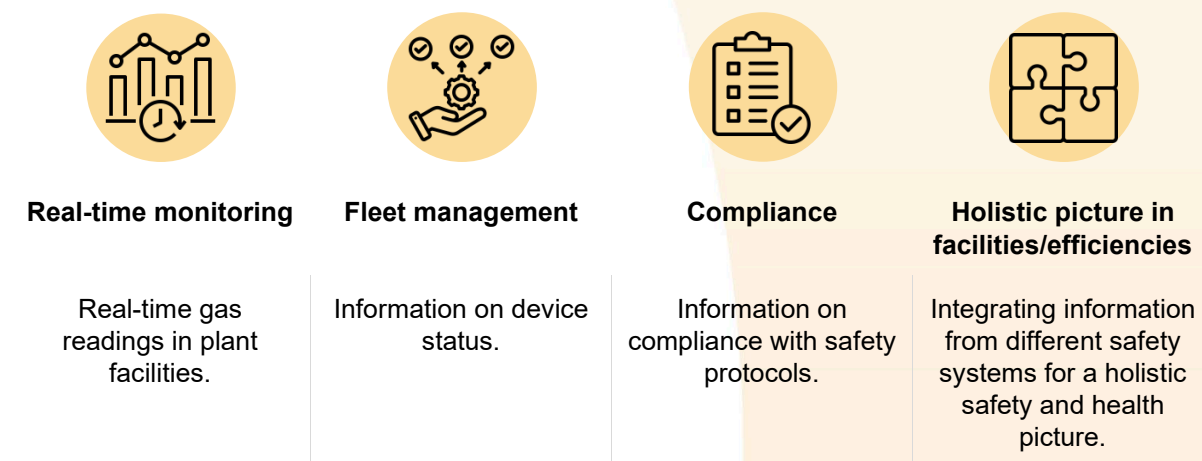 Real-time monitoring
Real-time gas
readings in plant
facilities.
Fleet management
Information on device
status.
Compliance
Information on
compliance with safety
protocols.
Holistic picture in
facilities/efficiencies
Integrating information
from different safety
systems for a holistic
safety and health
picture.